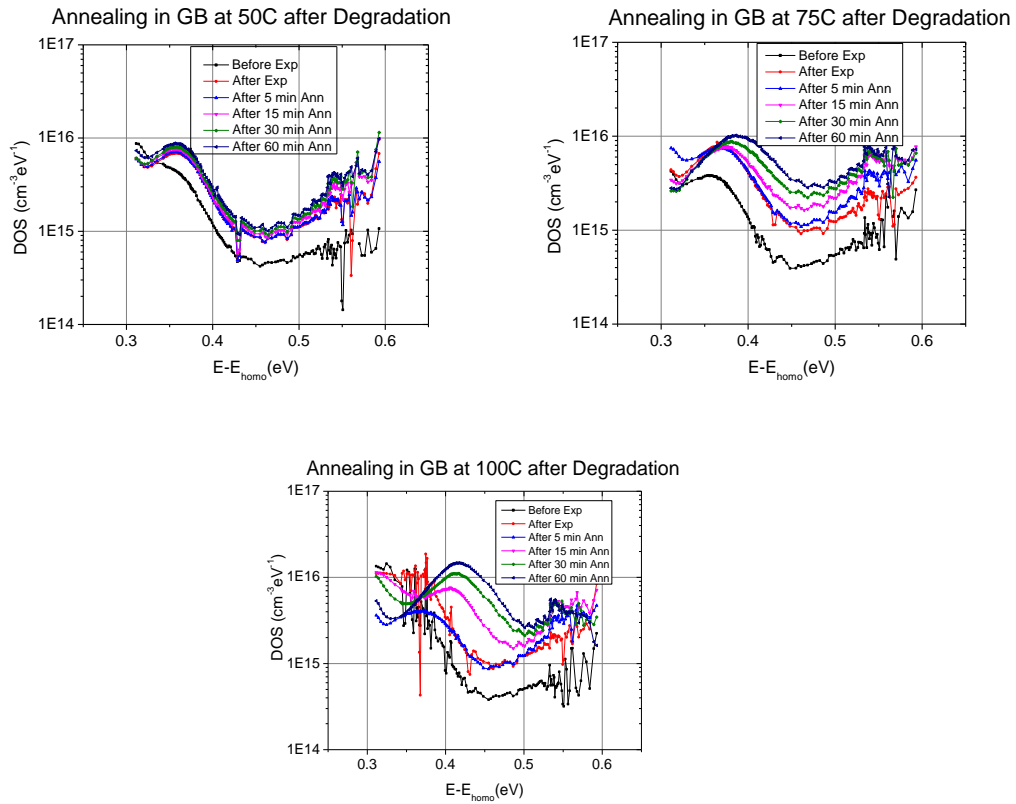 Annealing in GB at 50C after Degradation
1E17
1E16
1E15
1E14
DOS (cm-3eV-1)
Before Exp
After Exp
After 5 min Ann
After 15 min Ann
After 30 min Ann
After 60 min Ann
0.3 0.4 0.5 0.6
E-Ehomo(eV)
Annealing in GB at 75C after Degradation
1E17
1E16
1E15
1E14
DOS (cm-3eV-1)
Before Exp
After Exp
After 5 min Ann
After 15 min Ann
After 30 min Ann
After 60 min Ann
0.3 0.4 0.5 0.6
E-Ehomo(eV)
Annealing in GB at 100C after Degradation
1E17
1E16
1E15
1E14
DOS (cm-3eV-1)
Before Exp
After Exp
After 5 min Ann
After 15 min Ann
After 30 min Ann
After 60 min Ann
0.3 0.4 0.5 0.6
E-Ehomo(eV)